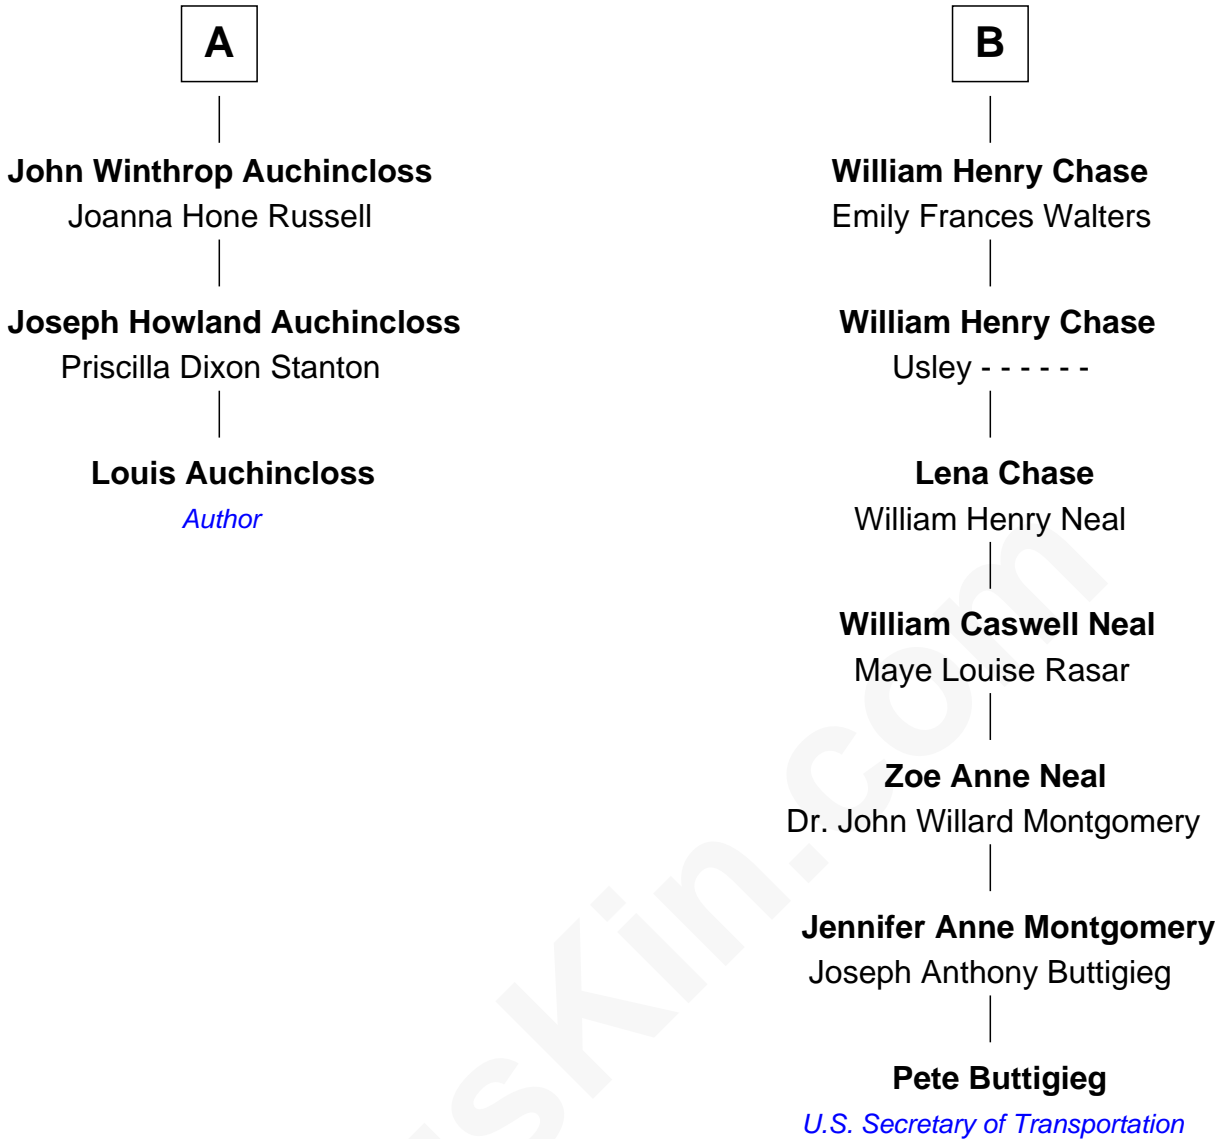 A
John Winthrop Auchincloss
Joanna Hone Russell
Joseph Howland Auchincloss
Priscilla Dixon Stanton
Louis Auchincloss
Author
B
William Henry Chase
Emily Frances Walters
William Henry Chase
Usley - - - - - -
Lena Chase
William Henry Neal
William Caswell Neal
Maye Louise Rasar
Zoe Anne Neal
Dr. John Willard Montgomery
Jennifer Anne Montgomery
Joseph Anthony Buttigieg
Pete Buttigieg
U.S. Secretary of Transportation